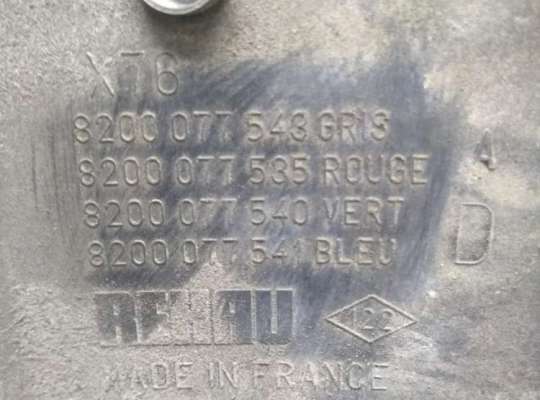 X76
8200 077 543 GRIS
8200 077 535 ROUGE
8200 077 540 VERT
8200 077 541 BLEU
4
D
REHAU
122
MADE IN FRANCE